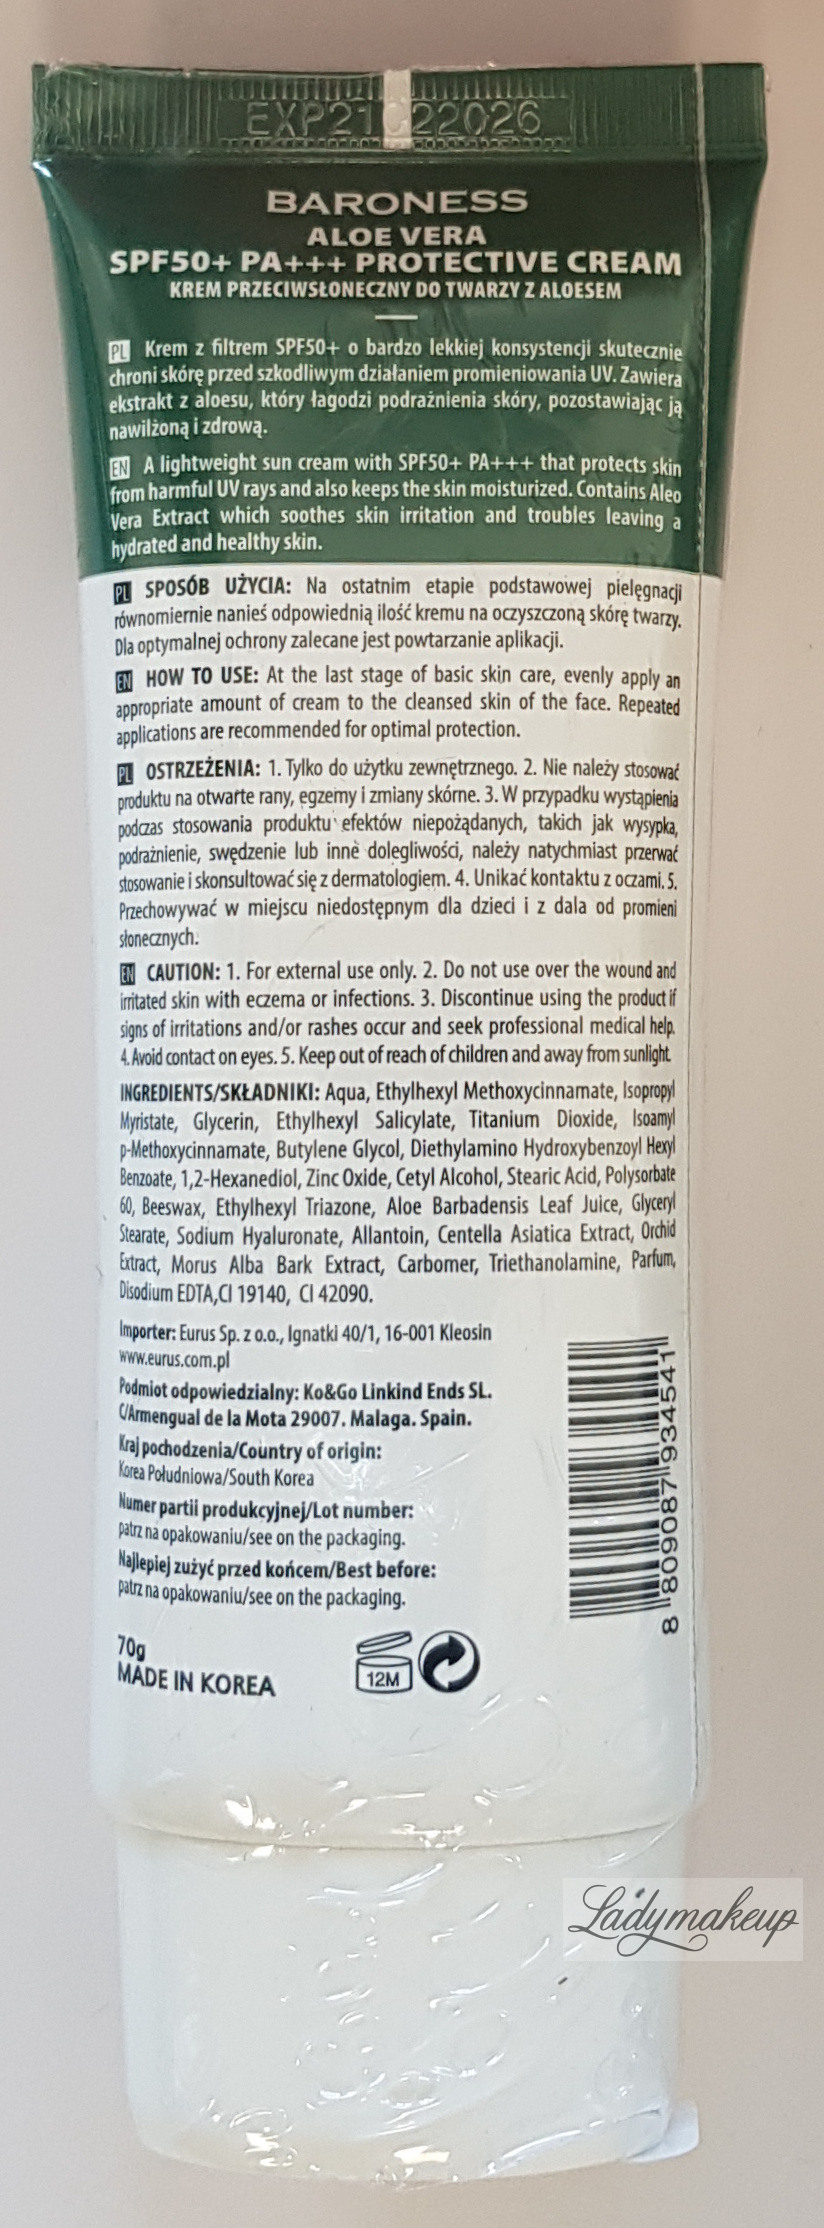 EXP21022026
BARONESS
ALOE VERA
SPF50+ PA+++ PROTECTIVE CREAM
KREM PRZECIWSŁONECZNY DO TWARZY Z ALOESEM
PL Krem z filtrem SPF50+ o bardzo lekkiej konsystencji skutecznie
chroni skórę przed szkodliwym działaniem promieniowania UV. Zawiera
ekstrakt z aloesu, który łagodzi podrażnienia skóry, pozostawiając ją
nawilżoną i zdrową.
EN A lightweight sun cream with SPF50+ PA+++ that protects skin
from harmful UV rays and also keeps the skin moisturized. Contains Aleo
Vera Extract which soothes skin irritation and troubles leaving a
hydrated and healthy skin.
PL SPOSÓB UŻYCIA: Na ostatnim etapie podstawowej pielęgnacji
równomiernie nanieś odpowiednią ilość kremu na oczyszczoną skórę twarzy.
Dla optymalnej ochrony zalecane jest powtarzanie aplikacji.
EN HOW TO USE: At the last stage of basic skin care, evenly apply an
appropriate amount of cream to the cleansed skin of the face. Repeated
applications are recommended for optimal protection.
PL OSTRZEŻENIA: 1. Tylko do użytku zewnętrznego. 2. Nie należy stosować
produktu na otwarte rany, egzemy i zmiany skórne. 3. W przypadku wystąpienia
podczas stosowania produktu efektów niepożądanych, takich jak wysypka,
podrażnienie, swędzenie lub inne dolegliwości, należy natychmiast przerwać
stosowanie i skonsultować się z dermatologiem. 4. Unikać kontaktu z oczami. 5.
Przechowywać w miejscu niedostępnym dla dzieci i z dala od promieni
słonecznych.
EN CAUTION: 1. For external use only. 2. Do not use over the wound and
irritated skin with eczema or infections. 3. Discontinue using the product if
signs of irritations and/or rashes occur and seek professional medical help.
4. Avoid contact on eyes. 5. Keep out of reach of children and away from sunlight.
INGREDIENTS/SKŁADNIKI: Aqua, Ethylhexyl Methoxycinnamate, Isopropyl
Myristate, Glycerin, Ethylhexyl Salicylate, Titanium Dioxide, Isoamyl
p-Methoxycinnamate, Butylene Glycol, Diethylamino Hydroxybenzoyl Hexyl
Benzoate, 1,2-Hexanediol, Zinc Oxide, Cetyl Alcohol, Stearic Acid, Polysorbate
60, Beeswax, Ethylhexyl Triazone, Aloe Barbadensis Leaf Juice, Glyceryl
Stearate, Sodium Hyaluronate, Allantoin, Centella Asiatica Extract, Orchid
Extract, Morus Alba Bark Extract, Carbomer, Triethanolamine, Parfum,
Disodium EDTA,CI 19140, CI 42090.
Importer: Eurus Sp. z o.o., Ignatki 40/1, 16-001 Kleosin
www.eurus.com.pl
Podmiot odpowiedzialny: Ko&Go Linkind Ends SL.
C/Armengual de la Mota 29007. Malaga. Spain.
Kraj pochodzenia/Country of origin:
Korea Południowa/South Korea
Numer partii produkcyjnej/Lot number:
patrz na opakowaniu/see on the packaging.
Najlepiej zużyć przed końcem/Best before:
patrz na opakowaniu/see on the packaging.
8 809087 934541
70g
MADE IN KOREA
12M
Ladymakeup